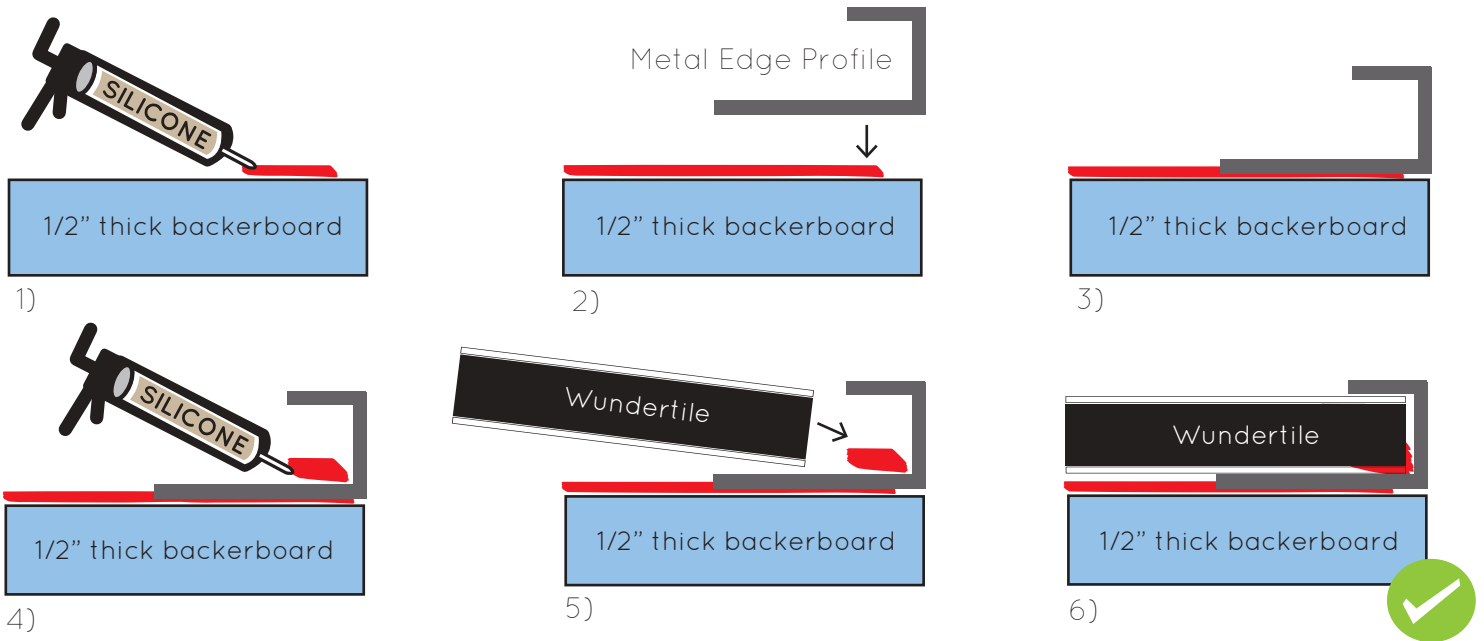 SILICONE
1/2” thick backerboard
1)
Metal Edge Profile
1/2” thick backerboard
2)
1/2” thick backerboard
3)
SILICONE
1/2” thick backerboard
4)
Wundertile
1/2” thick backerboard
5)
Wundertile
1/2” thick backerboard
6)